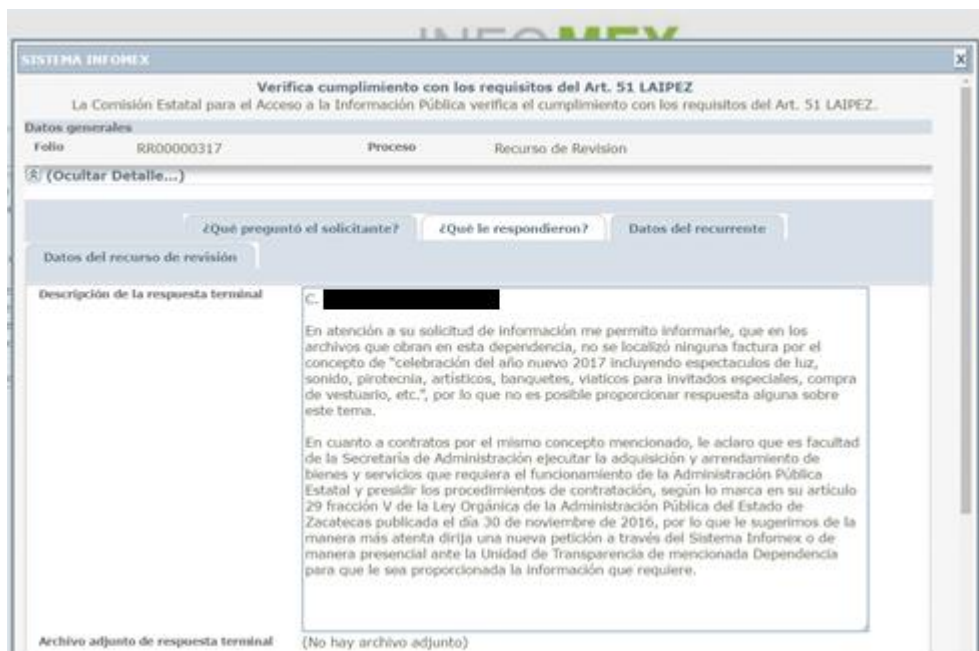 INFOMEX
SISTEMA INFOMEX
X
Verifica cumplimiento con los requisitos del Art. 51 LAIPEZ
La Comisión Estatal para el Acceso a la Información Pública verifica el cumplimiento con los requisitos del Art. 51 LAIPEZ.
Datos generales
Folio RR00000317 Proceso Recurso de Revision
(Ocultar Detalle...)
¿Qué preguntó el solicitante? ¿Qué le respondieron? Datos del recurrente
Datos del recurso de revisión
Descripción de la respuesta terminal
C.
En atención a su solicitud de información me permito informarle, que en los
archivos que obran en esta dependencia, no se localizó ninguna factura por el
concepto de "celebración del año nuevo 2017 incluyendo espectaculos de luz,
sonido, pirotecnia, artísticos, banquetes, viaticos para invitados especiales, compra
de vestuario, etc.", por lo que no es posible proporcionar respuesta alguna sobre
este tema.
En cuanto a contratos por el mismo concepto mencionado, le aclaro que es facultad
de la Secretaría de Administración ejecutar la adquisición y arrendamiento de
bienes y servicios que requiera el funcionamiento de la Administración Pública
Estatal y presidir los procedimientos de contratación, según lo marca en su artículo
29 fracción V de la Ley Orgánica de la Administración Pública del Estado de
Zacatecas publicada el día 30 de noviembre de 2016, por lo que le sugerimos de la
manera más atenta dirija una nueva petición a través del Sistema Infomex o de
manera presencial ante la Unidad de Transparencia de mencionada Dependencia
para que le sea proporcionada la información que requiere.
Archivo adjunto de respuesta terminal (No hay archivo adjunto)